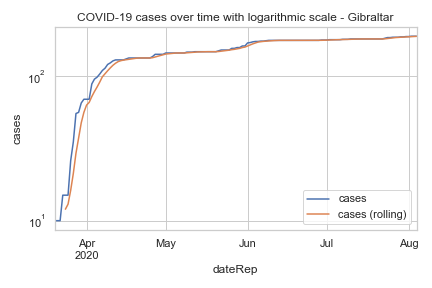 COVID-19 cases over time with logarithmic scale - Gibraltar
10²
10¹
cases
cases
cases (rolling)
Apr
2020
May
Jun
Jul
Aug
dateRep